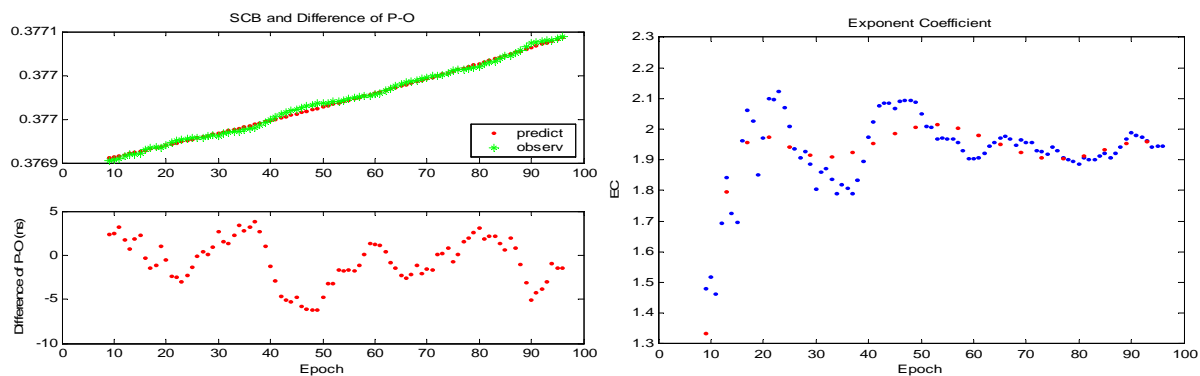 SCB and Difference of P-O
0.3771
0.377
0.377
0.3769
predict
observ
0 10 20 30 40 50 60 70 80 90 100
Difference of P-O(ns)
5
0
-5
-10
0 10 20 30 40 50 60 70 80 90 100
Epoch
Exponent Coefficient
EC
2.3
2.2
2.1
2
1.9
1.8
1.7
1.6
1.5
1.4
1.3
0 10 20 30 40 50 60 70 80 90 100
Epoch